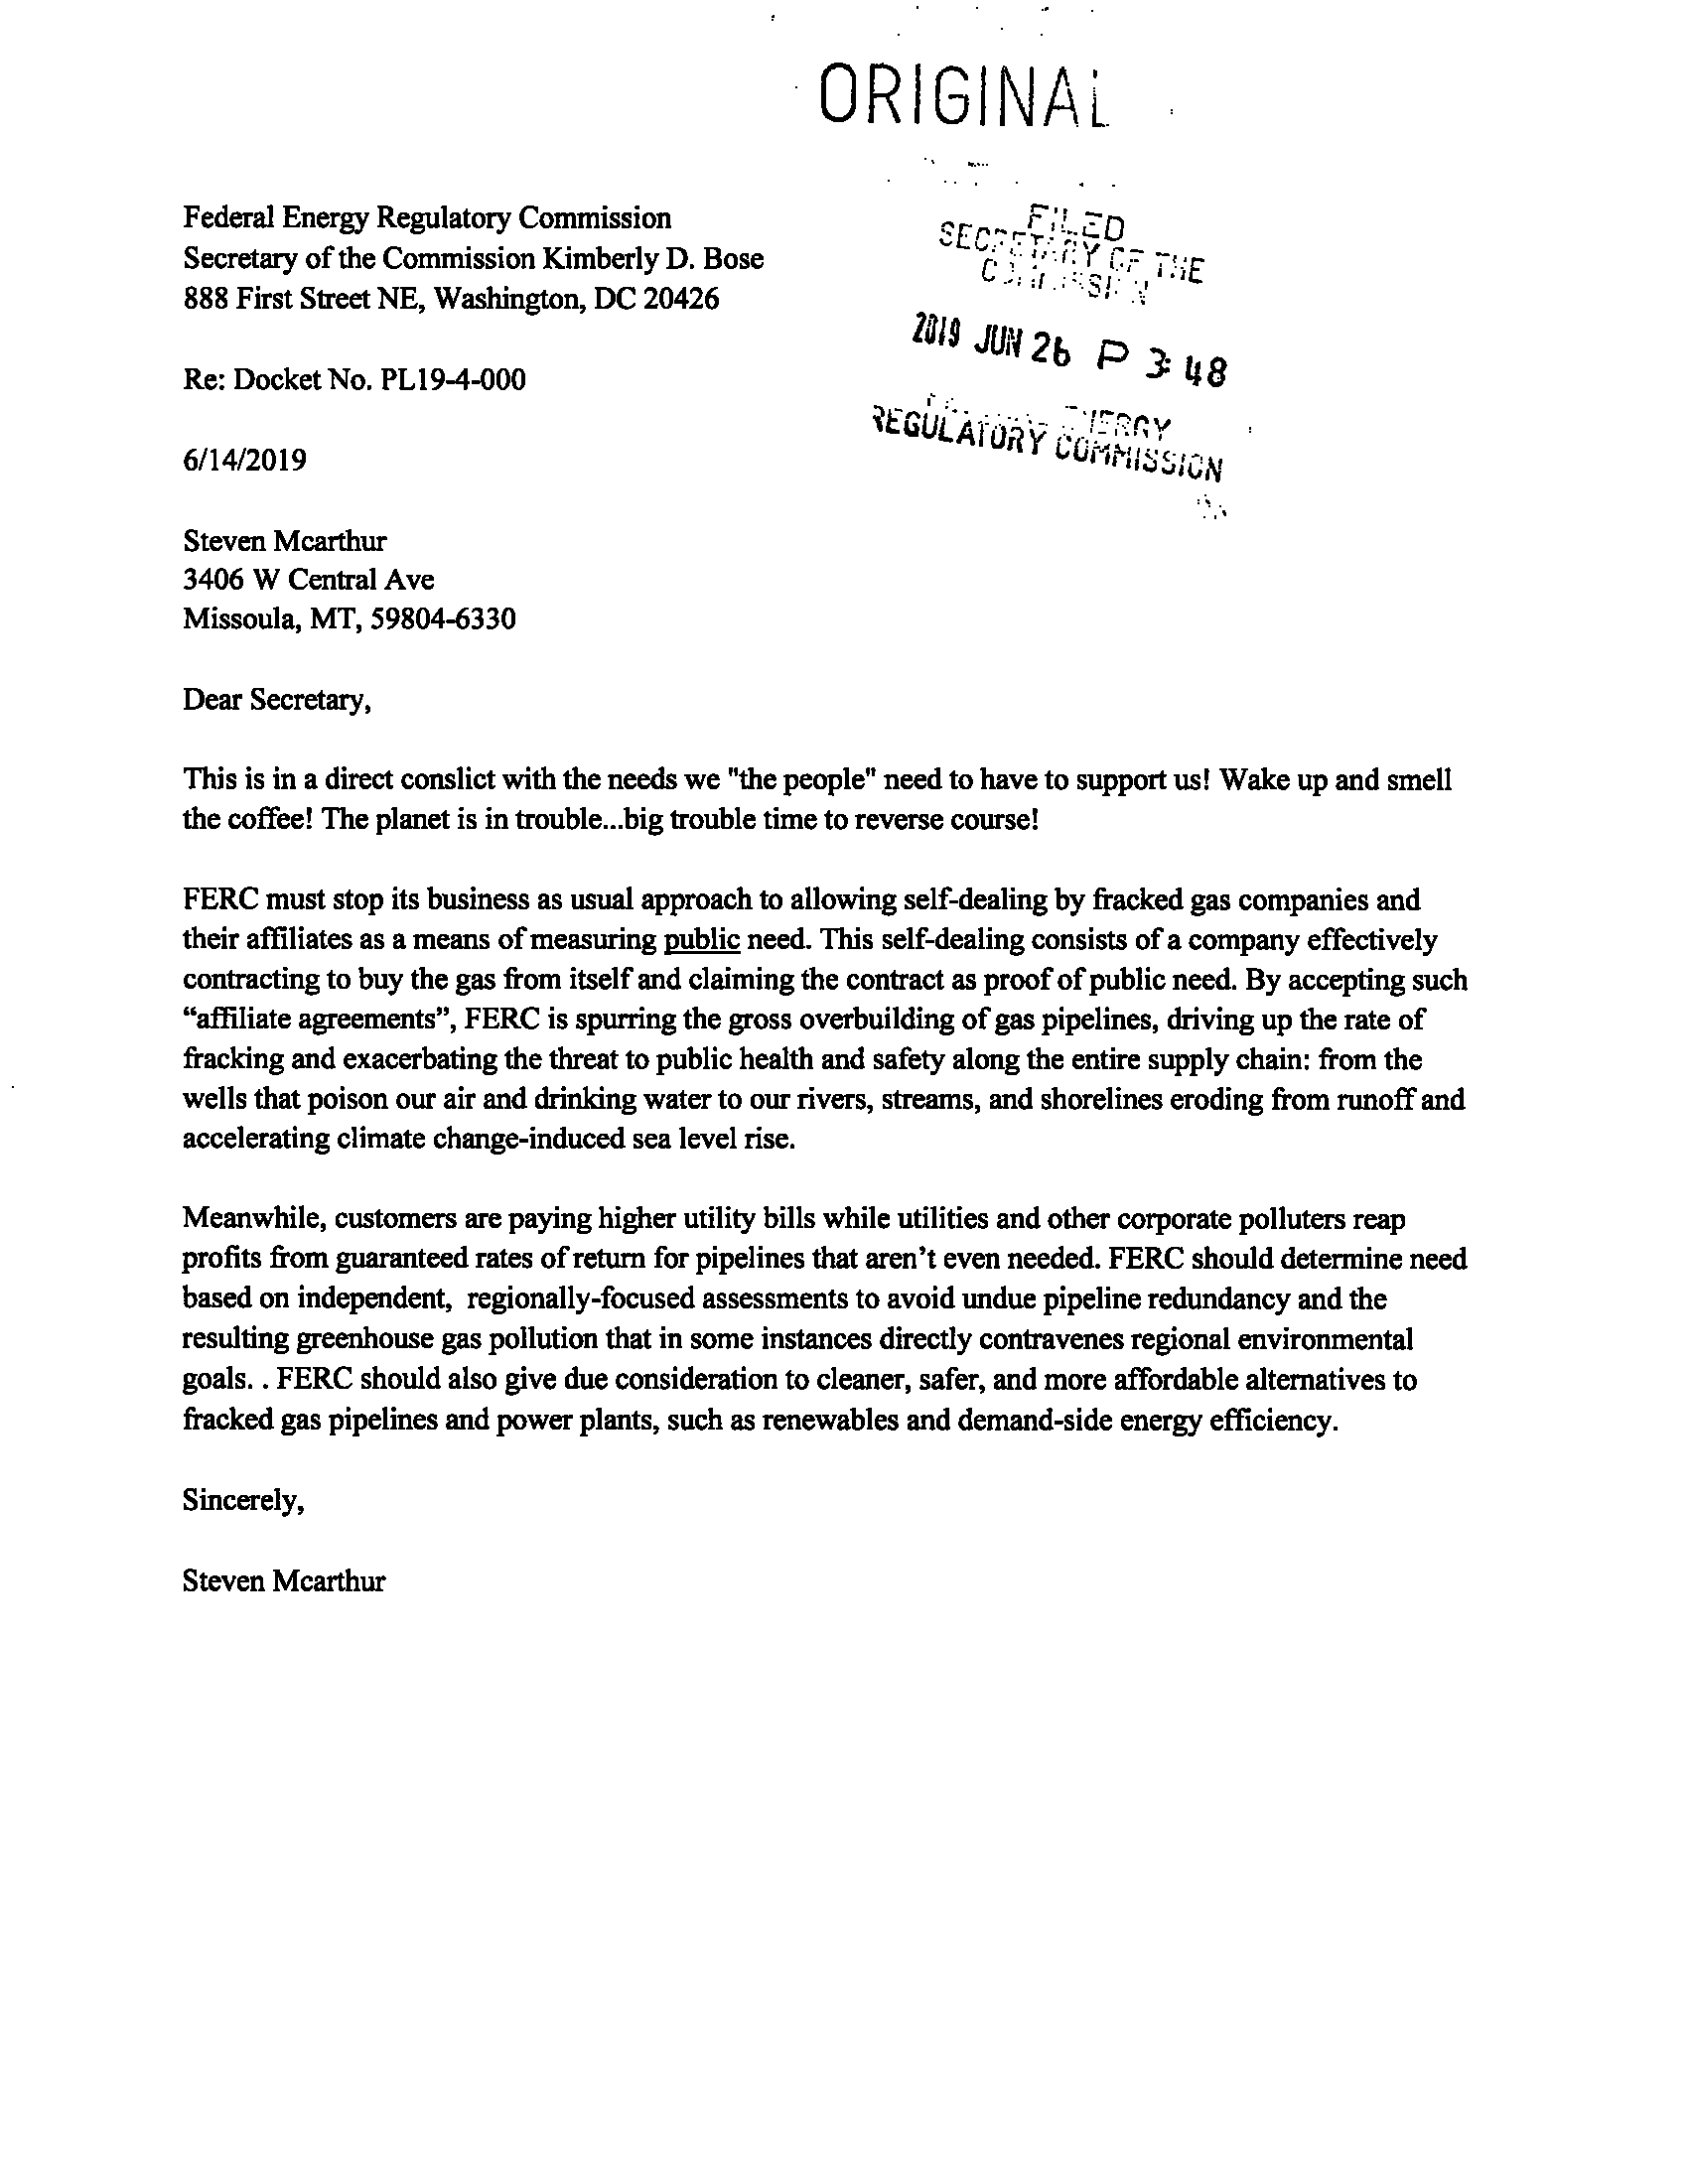 ORIGINAL
Federal Energy Regulatory Commission
Secretary of the Commission Kimberly D. Bose
888 First Street NE, Washington, DC 20426
FILED
SECRETARY OF THE
COMMISSION
2019 JUN 26 P 3:48
ENERGY
REGULATORY COMMISSION
Re: Docket No. PL19-4-000
6/14/2019
Steven Mcarthur
3406 W Central Ave
Missoula, MT, 59804-6330
Dear Secretary,
This is in a direct conslict with the needs we "the people" need to have to support us! Wake up and smell
the coffee! The planet is in trouble...big trouble time to reverse course!
FERC must stop its business as usual approach to allowing self-dealing by fracked gas companies and
their affiliates as a means of measuring public need. This self-dealing consists of a company effectively
contracting to buy the gas from itself and claiming the contract as proof of public need. By accepting such
“affiliate agreements”, FERC is spurring the gross overbuilding of gas pipelines, driving up the rate of
fracking and exacerbating the threat to public health and safety along the entire supply chain: from the
wells that poison our air and drinking water to our rivers, streams, and shorelines eroding from runoff and
accelerating climate change-induced sea level rise.
Meanwhile, customers are paying higher utility bills while utilities and other corporate polluters reap
profits from guaranteed rates of return for pipelines that aren’t even needed. FERC should determine need
based on independent,  regionally-focused assessments to avoid undue pipeline redundancy and the
resulting greenhouse gas pollution that in some instances directly contravenes regional environmental
goals. . FERC should also give due consideration to cleaner, safer, and more affordable alternatives to
fracked gas pipelines and power plants, such as renewables and demand-side energy efficiency.
Sincerely,
Steven Mcarthur